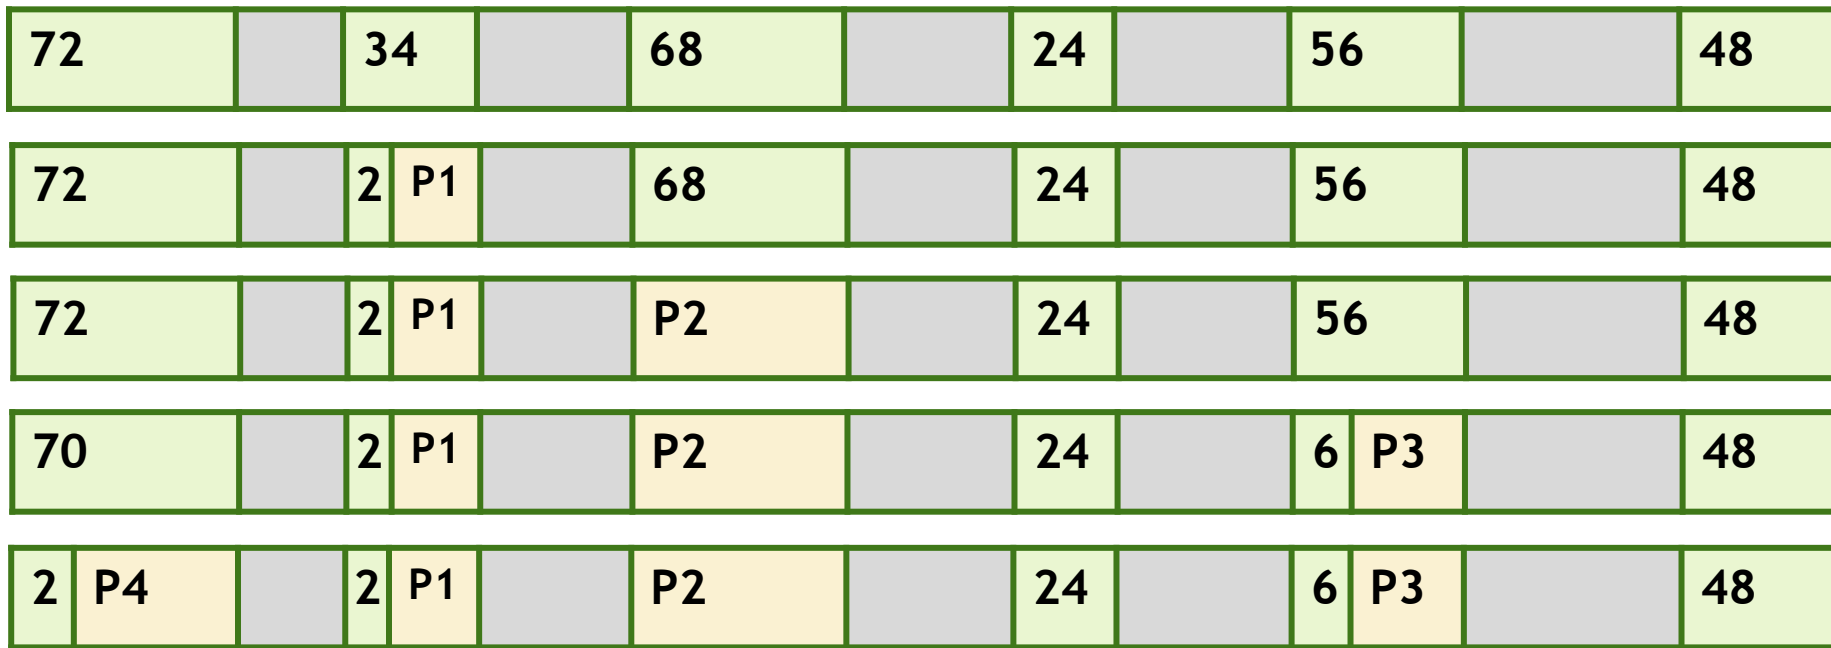 72 34 68 24 56 48
72 2 P1 68 24 56 48
72 2 P1 P2 24 56 48
70 2 P1 P2 24 6 P3 48
2 P4 2 P1 P2 24 6 P3 48